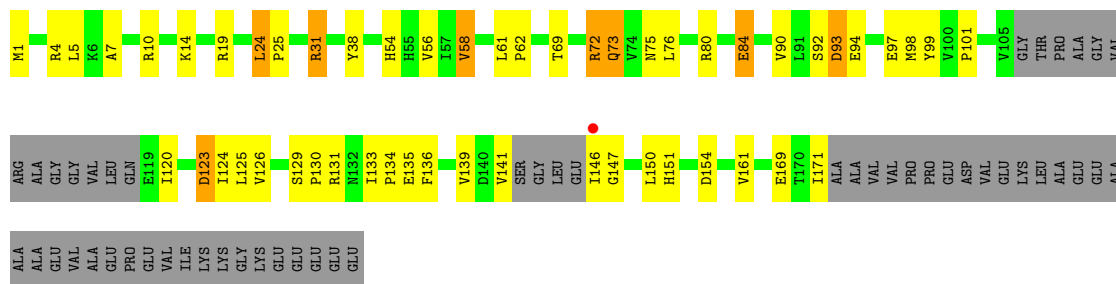 M1 R4 L5 K6 A7 R10 K14 R19 L24 P25 R31 Y38 H54 H55 V56 I57 V58 L61 P62 T69 R72 Q73 V74 N75 L76 R80 E84 V90 L91 S92 D93 E94 E97 M98 Y99 V100 P101 V105 GLY THR PRO ALA GLY VAL
ARG ALA GLY GLY VAL LEU GLN E119 I120 D123 I124 L125 V126 S129 P130 R131 N132 I133 P134 E135 F136 V139 D140 V141 SER GLY LEU GLU I146 G147 L150 H151 D154 V161 E169 T170 I171 ALA ALA VAL VAL PRO PRO GLU ASP VAL GLU LYS LEU ALA GLU GLU ALA
ALA ALA GLU VAL ALA GLU PRO GLU VAL ILE LYS LYS GLY LYS GLU GLU GLU GLU GLU